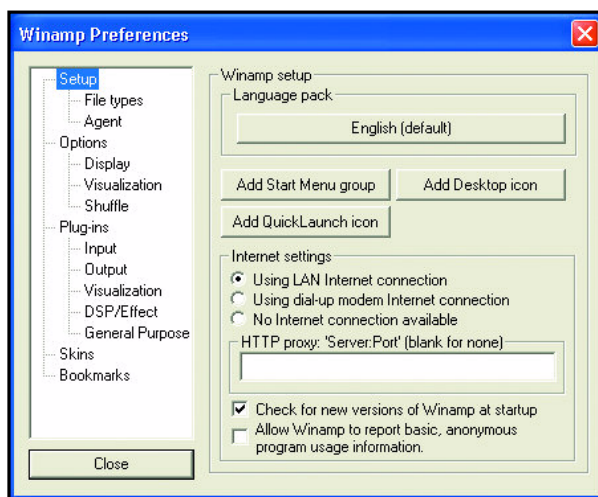 Winamp Preferences
Setup
File types
Agent
Options
Display
Visualization
Shuffle
Plug-ins
Input
Output
Visualization
DSP/Effect
General Purpose
Skins
Bookmarks
Close
Winamp setup
Language pack
English (default)
Add Start Menu group
Add Desktop icon
Add QuickLaunch icon
Internet settings
Using LAN Internet connection
Using dial-up modem Internet connection
No Internet connection available
HTTP proxy: 'Server:Port' (blank for none)
Check for new versions of Winamp at startup
Allow Winamp to report basic, anonymous
program usage information.